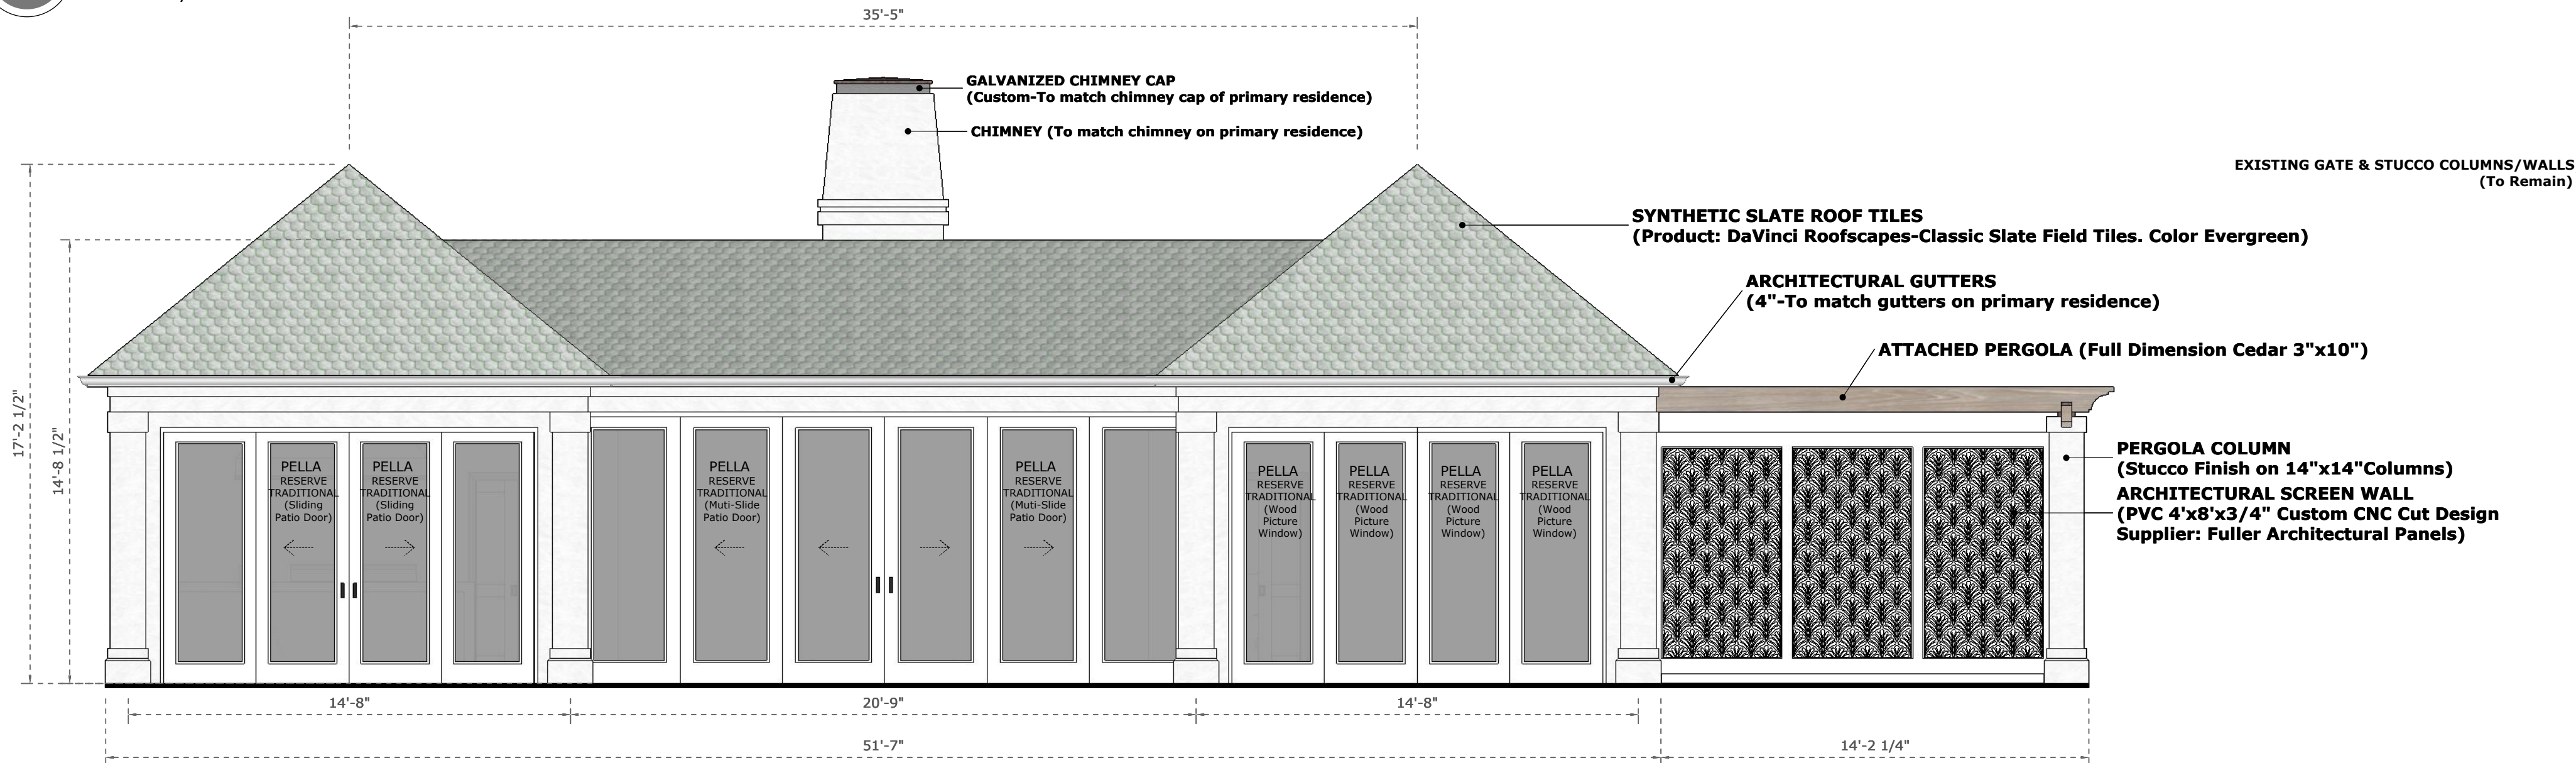 35'-5"
GALVANIZED CHIMNEY CAP
(Custom-To match chimney cap of primary residence)
CHIMNEY (To match chimney on primary residence)
EXISTING GATE & STUCCO COLUMNS/WALLS
(To Remain)
SYNTHETIC SLATE ROOF TILES
(Product: DaVinci Roofscapes-Classic Slate Field Tiles. Color Evergreen)
ARCHITECTURAL GUTTERS
(4"-To match gutters on primary residence)
ATTACHED PERGOLA (Full Dimension Cedar 3"x10")
17'-2 1/2"
14'-8 1/2"
PELLA
RESERVE
TRADITIONAL
(Sliding
Patio Door)
PELLA
RESERVE
TRADITIONAL
(Sliding
Patio Door)
PELLA
RESERVE
TRADITIONAL
(Muti-Slide
Patio Door)
PELLA
RESERVE
TRADITIONAL
(Muti-Slide
Patio Door)
PELLA
RESERVE
TRADITIONAL
(Wood
Picture
Window)
PELLA
RESERVE
TRADITIONAL
(Wood
Picture
Window)
PELLA
RESERVE
TRADITIONAL
(Wood
Picture
Window)
PELLA
RESERVE
TRADITIONAL
(Wood
Picture
Window)
PERGOLA COLUMN
(Stucco Finish on 14"x14"Columns)
ARCHITECTURAL SCREEN WALL
(PVC 4'x8'x3/4" Custom CNC Cut Design
Supplier: Fuller Architectural Panels)
14'-8"
20'-9"
14'-8"
51'-7"
14'-2 1/4"